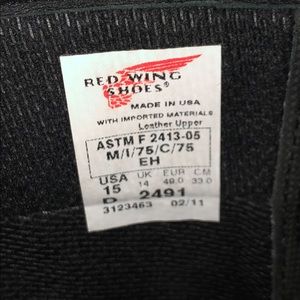 RED WING
SHOES®
MADE IN USA
WITH IMPORTED MATERIALS
Leather Upper
ASTM F 2413-05
M/I/75/C/75
EH
USA UK EUR CM
15 14 49.0 33.0
D 2491
3123463 02/11